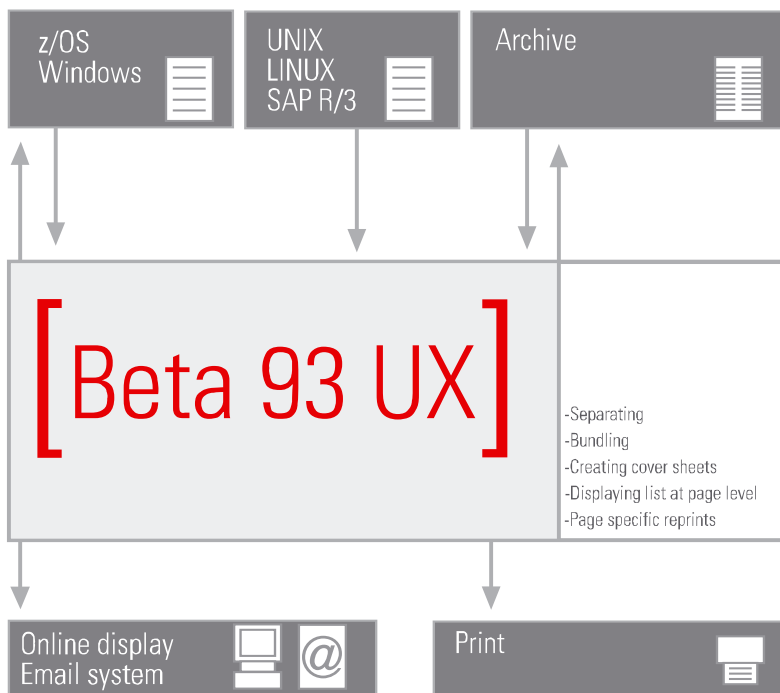 z/OS
Windows
UNIX
LINUX
SAP R/3
Archive
[Beta 93 UX]
-Separating
-Bundling
-Creating cover sheets
-Displaying list at page level
-Page specific reprints
Online display
Email system
@
Print